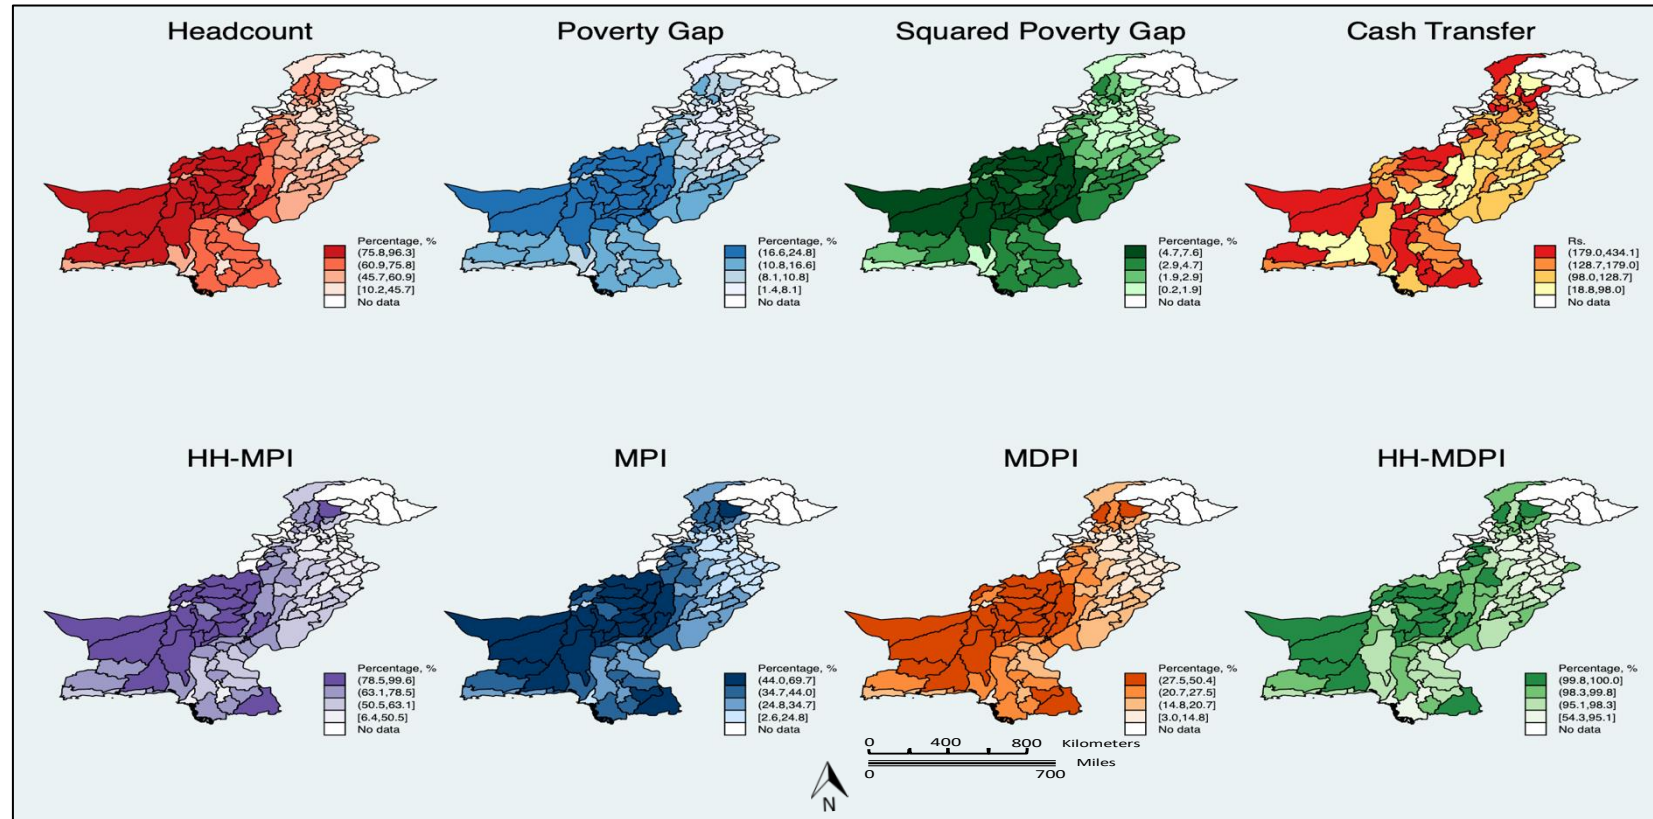 Headcount
Percentage, %
(75.8,96.3]
(60.9,75.8]
(45.7,60.9]
[10.2,45.7]
No data
Poverty Gap
Percentage, %
(16.6,24.8]
(10.8,16.6]
(8.1,10.8]
[1.4,8.1]
No data
Squared Poverty Gap
Percentage, %
(4.7,7.6]
(2.9,4.7]
(1.9,2.9]
[0.2,1.9]
No data
Cash Transfer
Rs.
(179.0,434.1]
(128.7,179.0]
(98.0,128.7]
[18.8,98.0]
No data
HH-MPI
Percentage, %
(78.5,99.6]
(63.1,78.5]
(50.5,63.1]
[6.4,50.5]
No data
MPI
Percentage, %
(44.0,69.7]
(34.7,44.0]
(24.8,34.7]
[2.6,24.8]
No data
MDPI
Percentage, %
(27.5,50.4]
(20.7,27.5]
(14.8,20.7]
[3.0,14.8]
No data
HH-MDPI
Percentage, %
(99.8,100.0]
(98.3,99.8]
(95.1,98.3]
[54.3,95.1]
No data
0 400 800 Kilometers
Miles
0 700
N